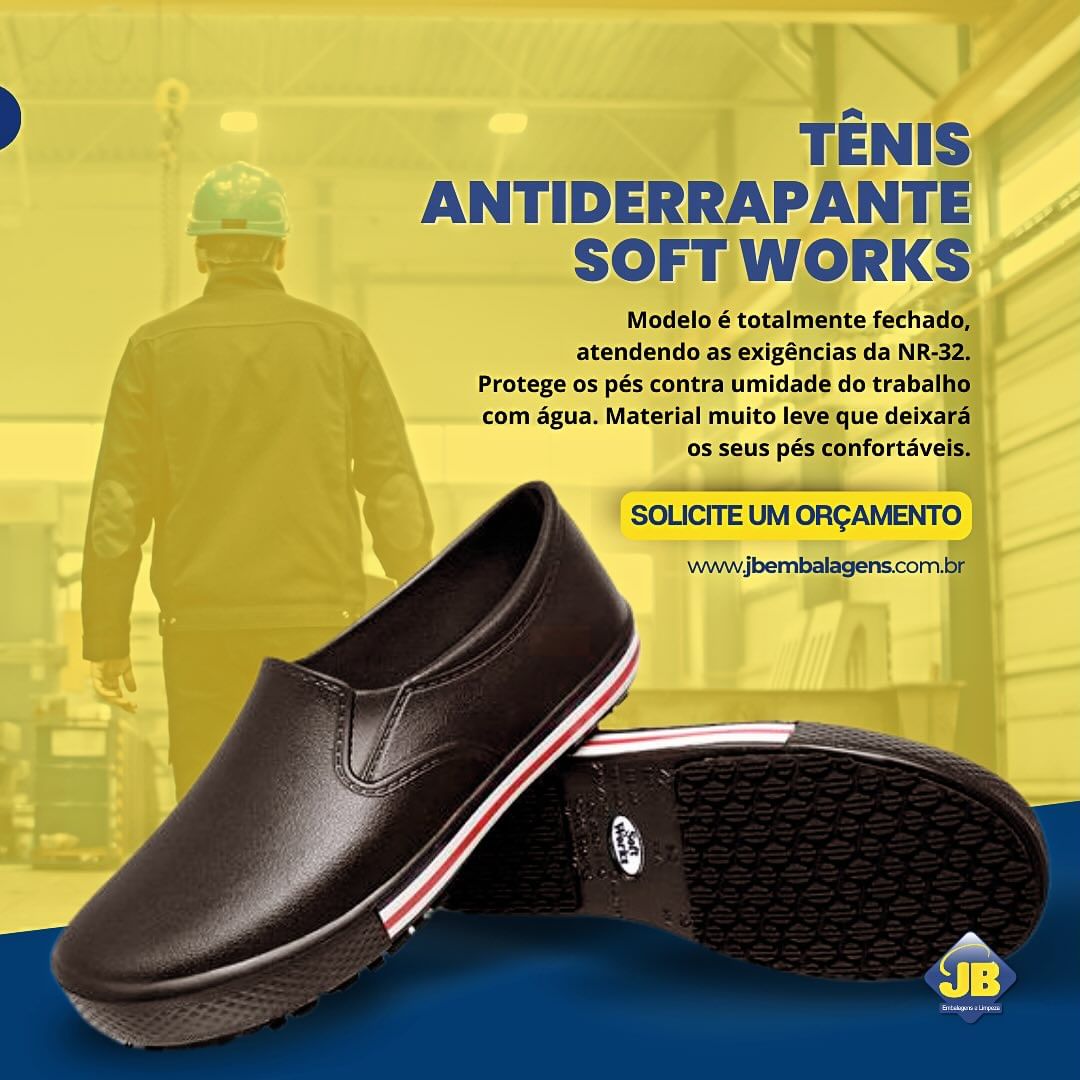 TÊNIS
ANTIDERRAPANTE
SOFT WORKS
Modelo é totalmente fechado,
atendendo as exigências da NR-32.
Protege os pés contra umidade do trabalho
com água. Material muito leve que deixará
os seus pés confortáveis.
SOLICITE UM ORÇAMENTO
www.jbembalagens.com.br
Soft
Works
JB
Embalagens e Limpeza